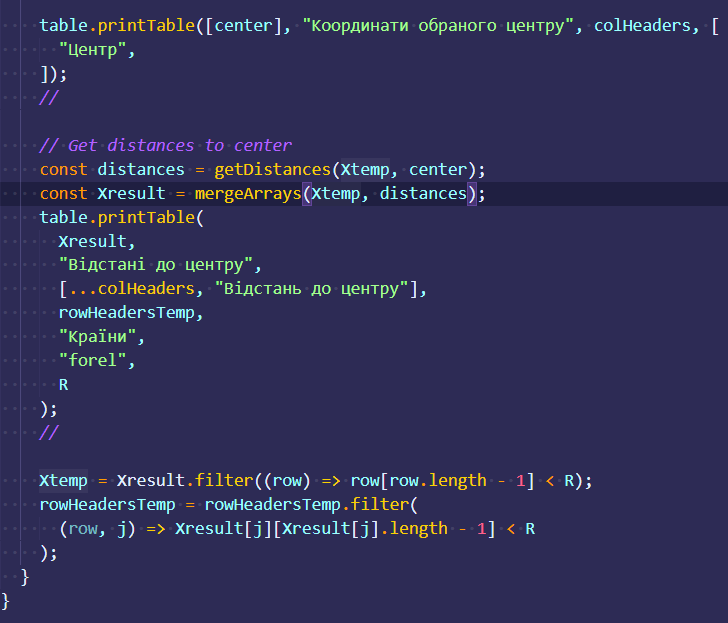 table.printTable([center], "Координати обраного центру", colHeaders, [
"Центр",
]);
//
// Get distances to center
const distances = getDistances(Xtemp, center);
const Xresult = mergeArrays(Xtemp, distances);
table.printTable(
Xresult,
"Відстані до центру",
[...colHeaders, "Відстань до центру"],
rowHeadersTemp,
"Країни",
"forel",
R
);
//
Xtemp = Xresult.filter((row) => row[row.length - 1] < R);
rowHeadersTemp = rowHeadersTemp.filter(
(row, j) => Xresult[j][Xresult[j].length - 1] < R
);
}
}